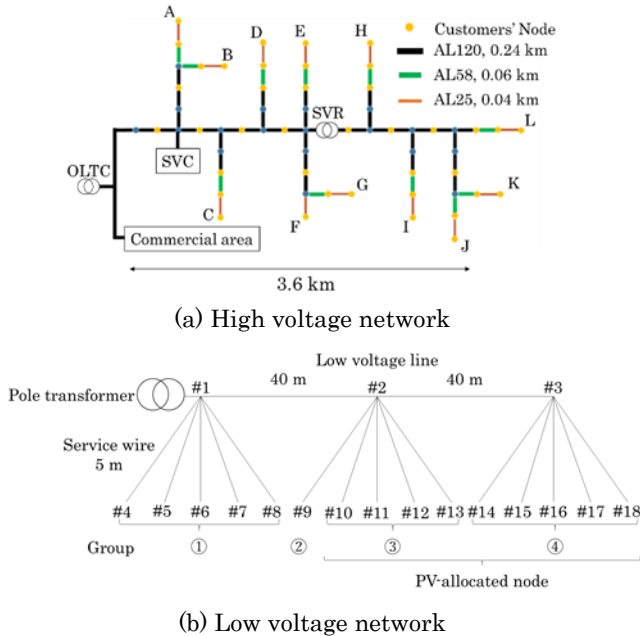 A
D
E
H
Customers' Node
AL120, 0.24 km
B
AL58, 0.06 km
SVR
AL25, 0.04 km
L
OLTC
SVC
G
K
C
F
I
J
Commercial area
3.6 km
(a) High voltage network
Low voltage line
Pole transformer
#1
40 m
#2
40 m
#3
Service wire
5 m
#4 #5 #6 #7 #8 #9 #10 #11 #12 #13 #14 #15 #16 #17 #18
Group ① ② ③ ④
PV-allocated node
(b) Low voltage network